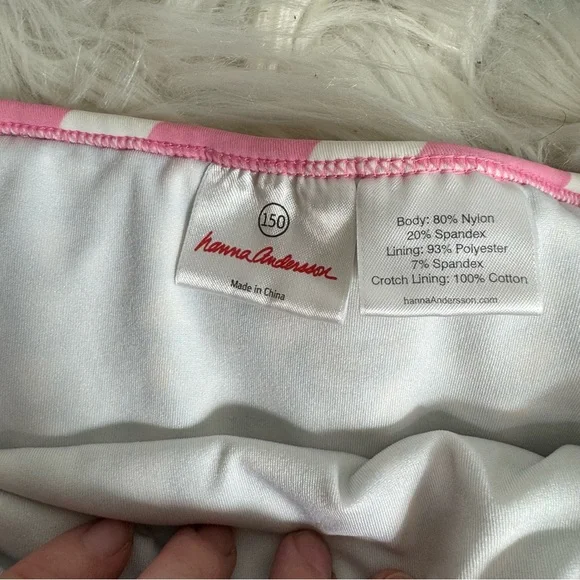 150
hanna Andersson
Made in China
Body: 80% Nylon
20% Spandex
Lining: 93% Polyester
7% Spandex
Crotch Lining: 100% Cotton
hannaAndersson.com